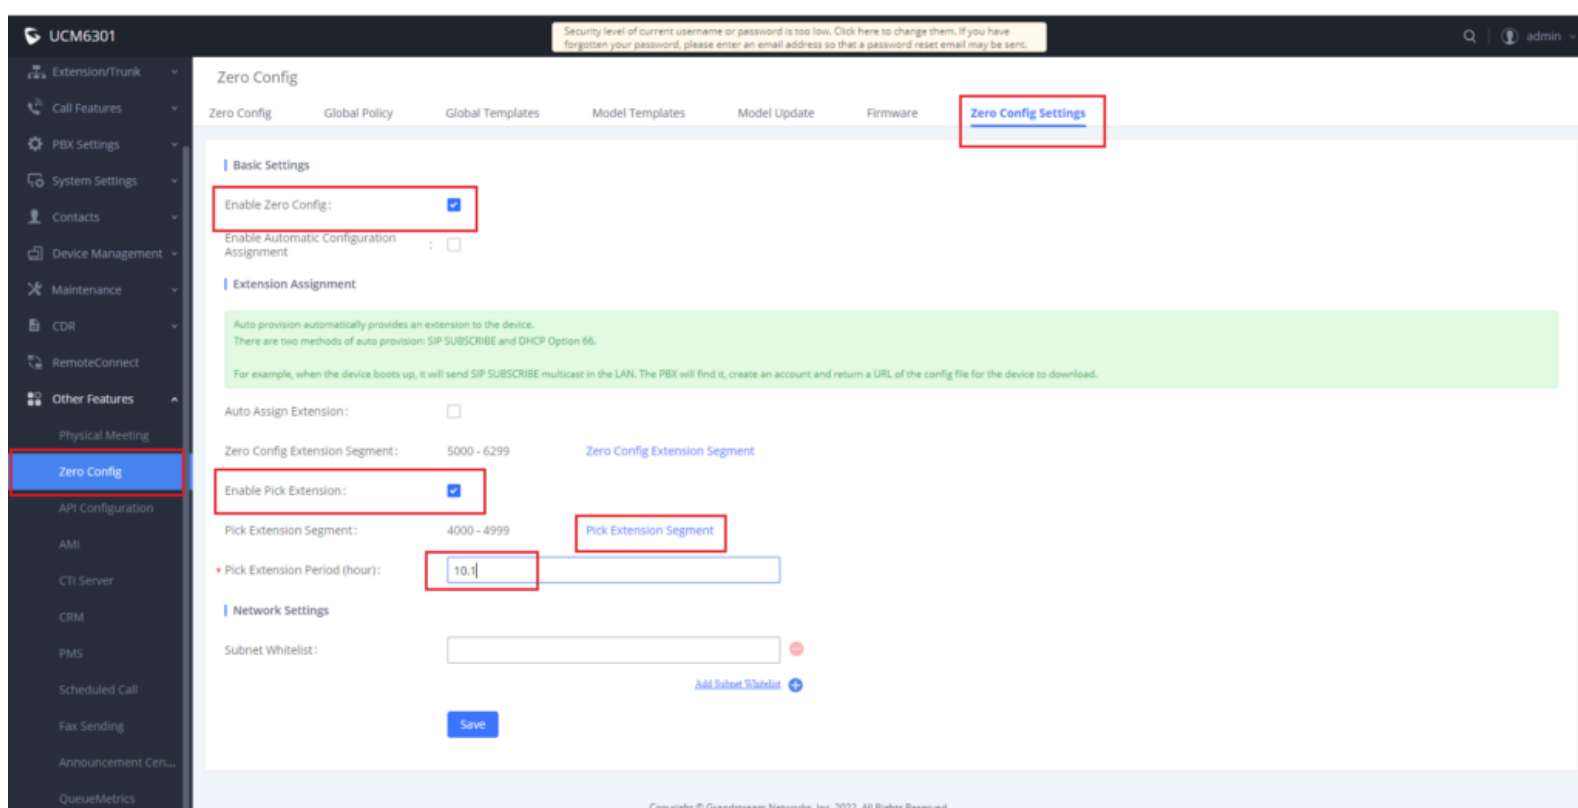 UCM6301
Security level of current username or password is too low. Click here to change them. If you have
forgotten your password, please enter an email address so that a password reset email may be sent.
admin
Extension/Trunk
Call Features
PBX Settings
System Settings
Contacts
Device Management
Maintenance
CDR
RemoteConnect
Other Features
Physical Meeting
Zero Config
API Configuration
AMI
CTI Server
CRM
PMS
Scheduled Call
Fax Sending
Announcement Cen...
QueueMetrics
Zero Config
Zero Config Global Policy Global Templates Model Templates Model Update Firmware Zero Config Settings
Basic Settings
Enable Zero Config:
Enable Automatic Configuration
Assignment :
Extension Assignment
Auto provision automatically provides an extension to the device.
There are two methods of auto provision: SIP SUBSCRIBE and DHCP Option 66.
For example, when the device boots up, it will send SIP SUBSCRIBE multicast in the LAN. The PBX will find it, create an account and return a URL of the config file for the device to download.
Auto Assign Extension:
Zero Config Extension Segment: 5000 - 6299 Zero Config Extension Segment
Enable Pick Extension:
Pick Extension Segment: 4000 - 4999 Pick Extension Segment
* Pick Extension Period (hour): 10.1
Network Settings
Subnet Whitelist:
Add Subnet Whitelist
Save
Copyright © Grandstream Networks, Inc. 2022. All Rights Reserved.